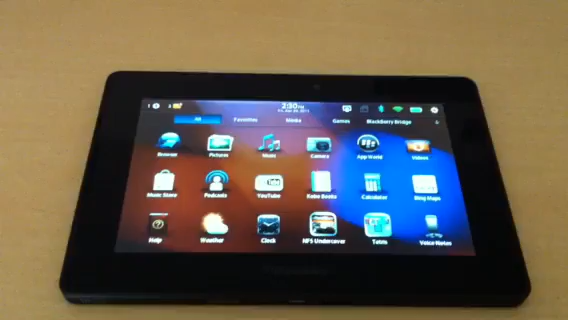 2:30PM
All Favorites Media Games BlackBerry Bridge
Browser Pictures Music Camera App World Videos
Music Store Podcasts YouTube Kobo Books Calculator Bing Maps
Help Weather Clock NFS Undercover Tetris Voice Notes